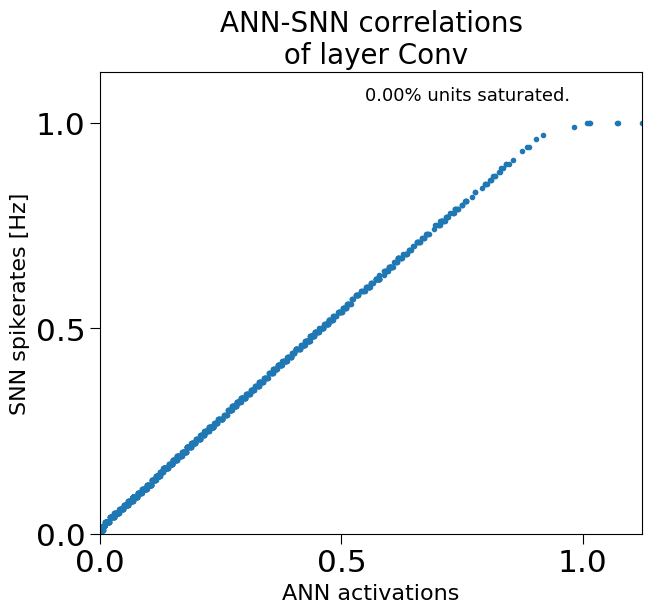 ANN-SNN correlations
of layer Conv
0.00% units saturated.
1.0
0.5
0.0
SNN spikerates [Hz]
0.0 0.5 1.0
ANN activations